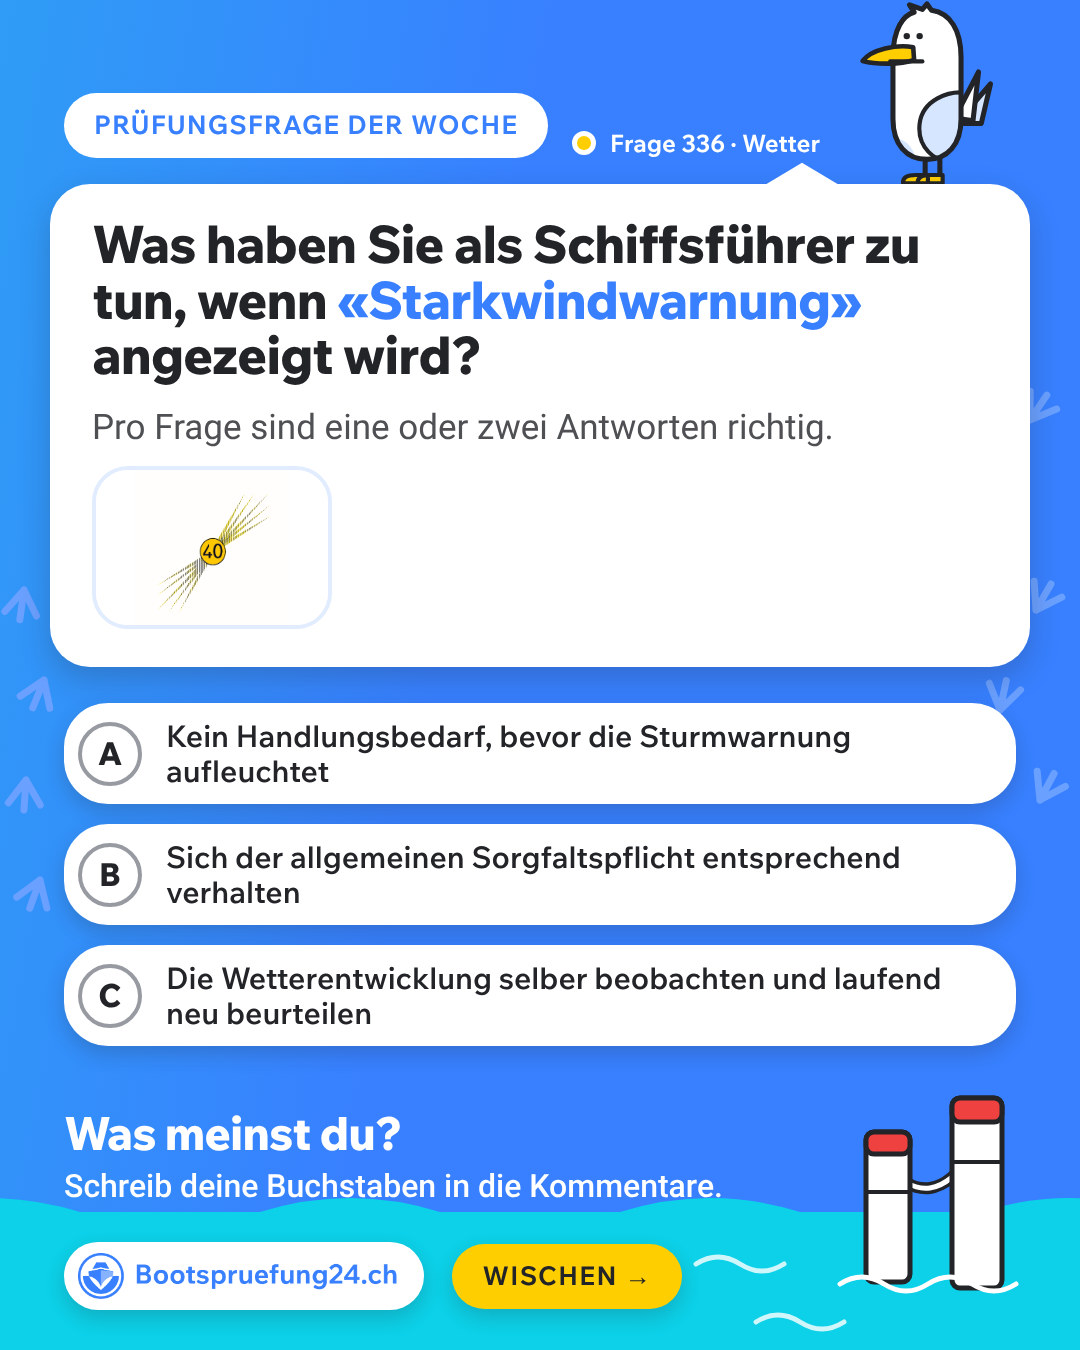 PRÜFUNGSFRAGE DER WOCHE
Frage 336 · Wetter
Was haben Sie als Schiffsführer zu
tun, wenn «Starkwindwarnung»
angezeigt wird?
Pro Frage sind eine oder zwei Antworten richtig.
40
A
Kein Handlungsbedarf, bevor die Sturmwarnung
aufleuchtet
B
Sich der allgemeinen Sorgfaltspflicht entsprechend
verhalten
C
Die Wetterentwicklung selber beobachten und laufend
neu beurteilen
Was meinst du?
Schreib deine Buchstaben in die Kommentare.
Bootspruefung24.ch
WISCHEN →